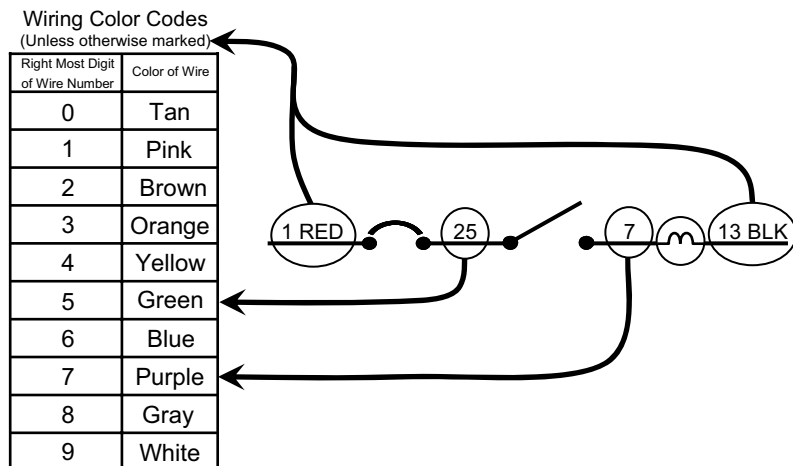 Wiring Color Codes
(Unless otherwise marked)
Right Most Digit of Wire Number Color of Wire
0 Tan
1 Pink
2 Brown
3 Orange
4 Yellow
5 Green
6 Blue
7 Purple
8 Gray
9 White
1 RED 25 7 13 BLK